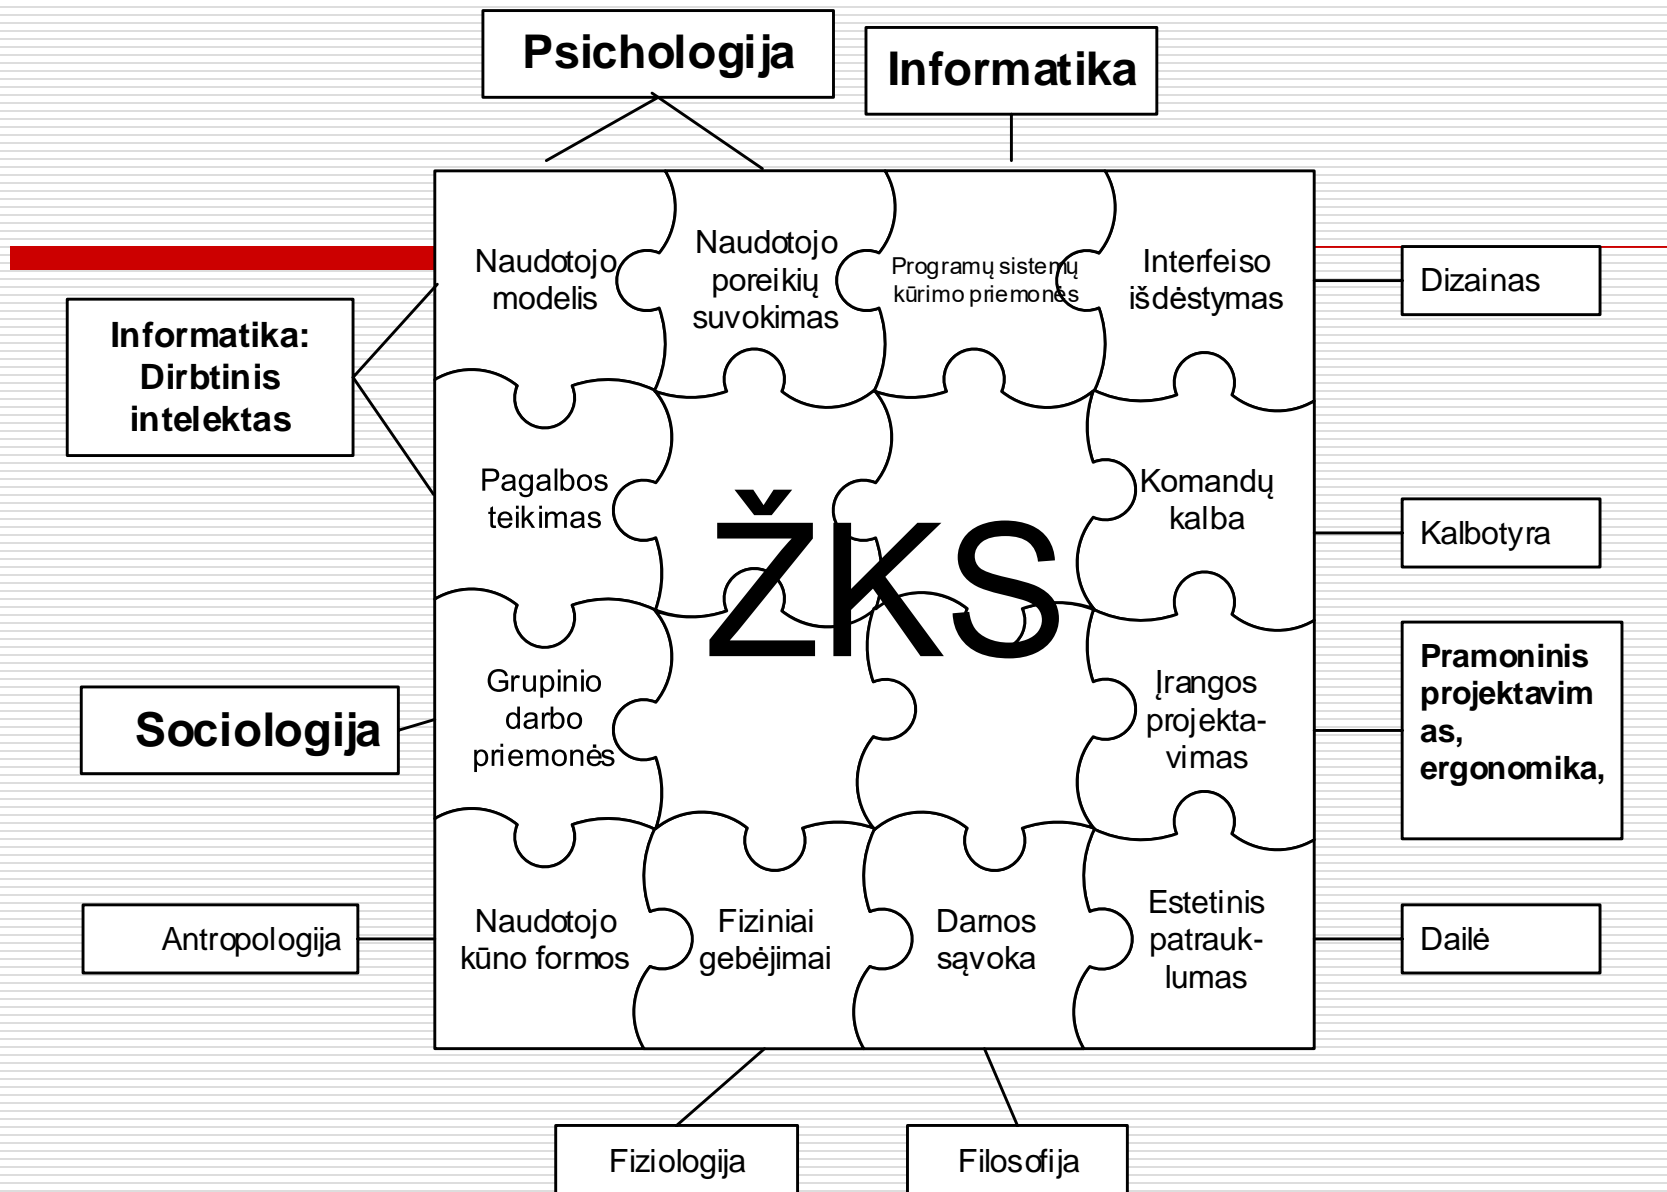 Psichologija
Informatika
Naudotojo
modelis
Naudotojo
poreikių
suvokimas
Programų sistemų
kūrimo priemonės
Interfeiso
išdėstymas
Dizainas
Informatika:
Dirbtinis
intelektas
Pagalbos
teikimas
ŽKS
Komandų
kalba
Kalbotyra
Sociologija
Grupinio
darbo
priemonės
Įrangos
projekta-
vimas
Pramoninis
projektavim
as,
ergonomika,
Antropologija
Naudotojo
kūno formos
Fiziniai
gebėjimai
Darnos
sąvoka
Estetinis
patrauk-
lumas
Dailė
Fiziologija
Filosofija